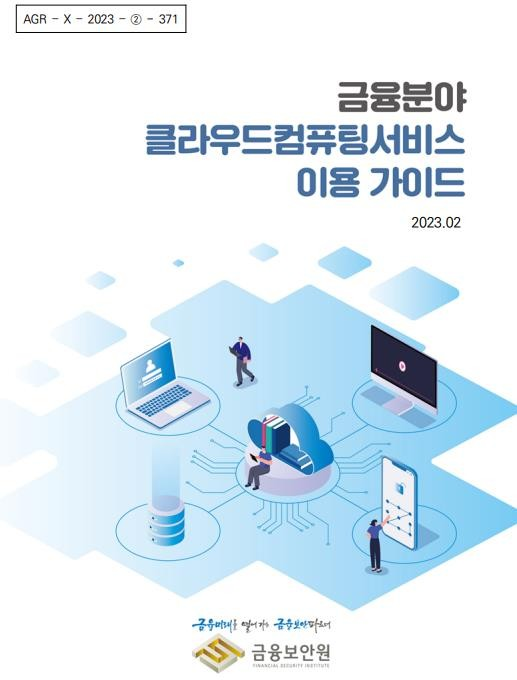 AGR - X - 2023 - ② - 371
금융분야
클라우드컴퓨팅서비스
이용 가이드
2023.02
금융미래를 열어가는 금융보안파트너
금융보안원
FINANCIAL SECURITY INSTITUTE